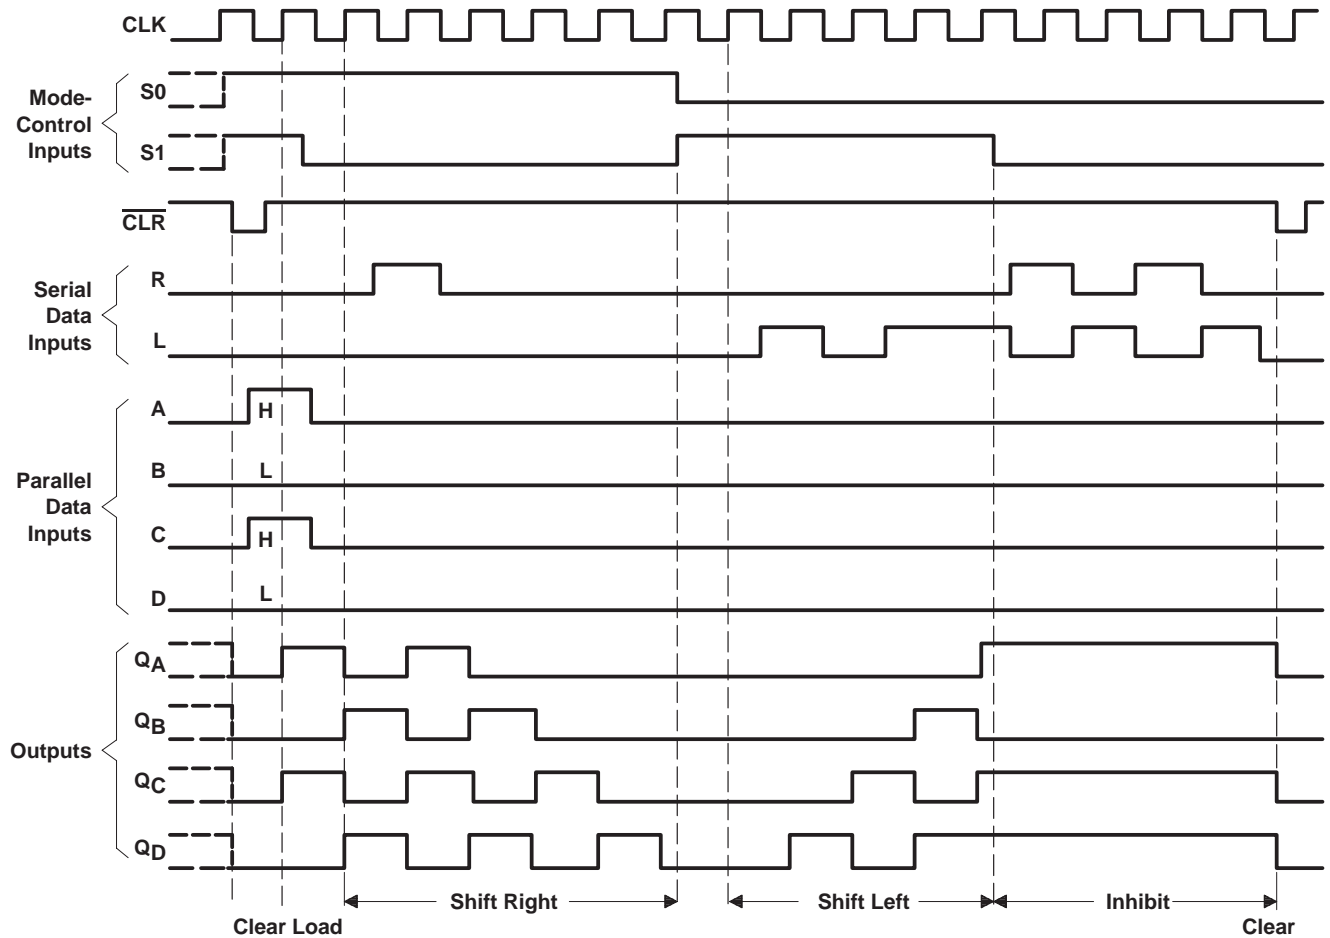 CLK
Mode-
Control
Inputs
S0
S1
CLR
Serial
Data
Inputs
R
L
Parallel
Data
Inputs
A
H
B
L
C
H
D
L
Outputs
QA
QB
QC
QD
Shift Right
Shift Left
Inhibit
Clear Load
Clear